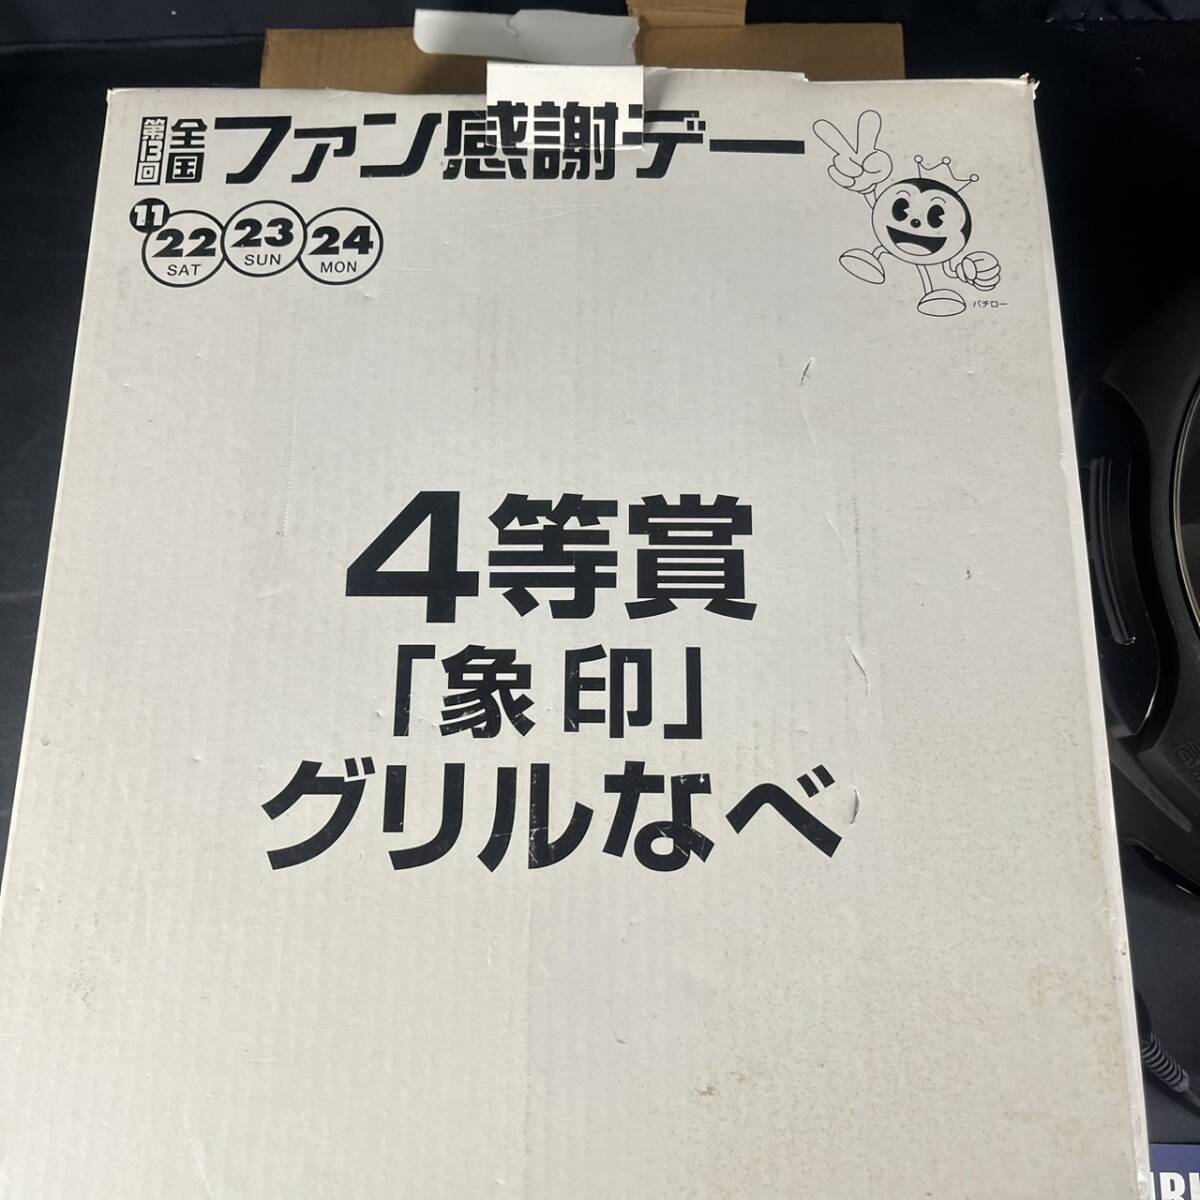 第13回
全国
ファン感謝デー
11
22 23 24
SAT SUN MON
パチロー
4等賞
「象印」
グリルなべ